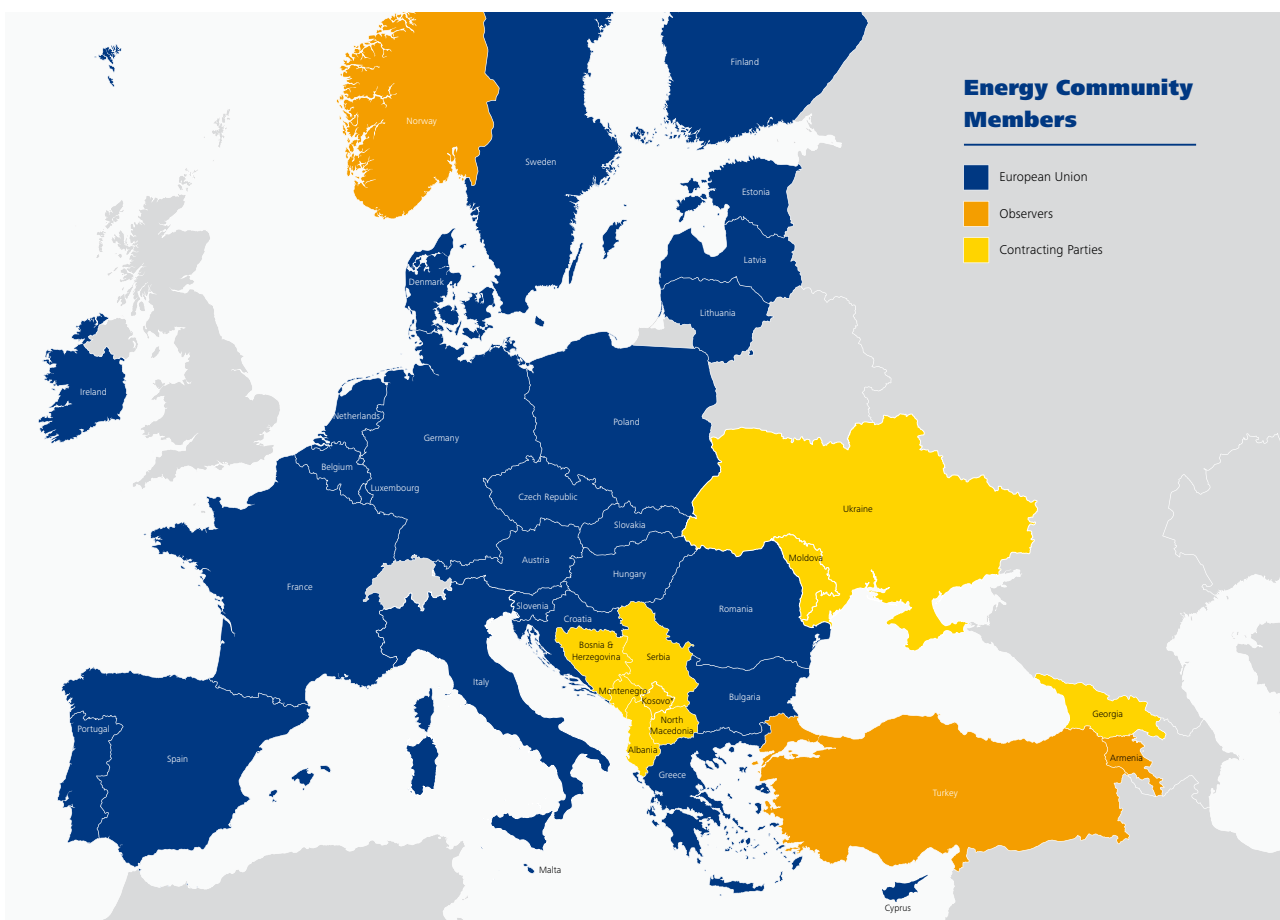 Energy Community
Members
European Union
Observers
Contracting Parties
Finland
Norway
Sweden
Estonia
Latvia
Denmark
Lithuania
Ireland
Netherlands
Poland
Germany
Belgium
Luxembourg
Czech Republic
Ukraine
Slovakia
Austria
Moldova
Hungary
France
Slovenia
Romania
Croatia
Bosnia &
Herzegovina
Serbia
Italy
Montenegro
Kosovo*
Bulgaria
Georgia
North
Macedonia
Portugal
Albania
Spain
Armenia
Greece
Turkey
Malta
Cyprus